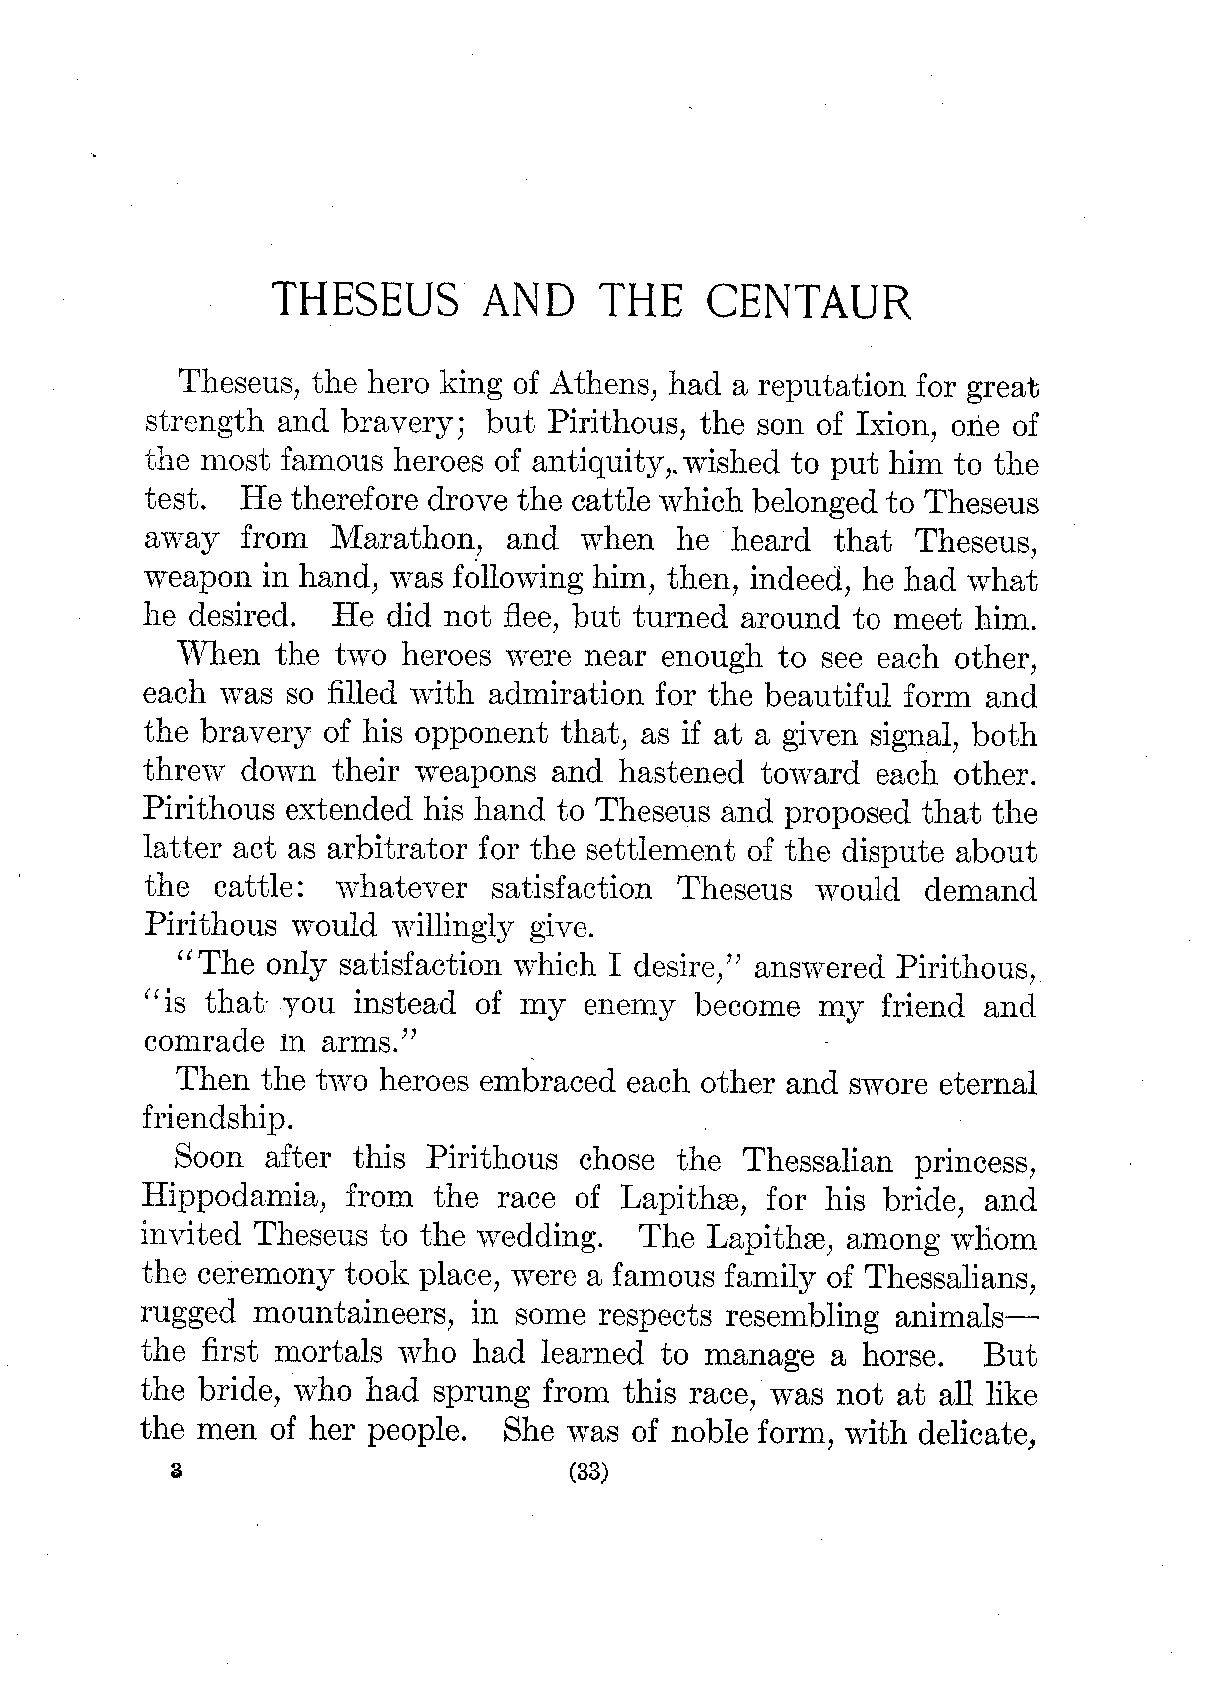 THESEUS AND THE CENTAUR
Theseus, the hero king of Athens, had a reputation for great
strength and bravery; but Pirithous, the son of Ixion, one of
the most famous heroes of antiquity, wished to put him to the
test. He therefore drove the cattle which belonged to Theseus
away from Marathon, and when he heard that Theseus,
weapon in hand, was following him, then, indeed, he had what
he desired. He did not flee, but turned around to meet him.
When the two heroes were near enough to see each other,
each was so filled with admiration for the beautiful form and
the bravery of his opponent that, as if at a given signal, both
threw down their weapons and hastened toward each other.
Pirithous extended his hand to Theseus and proposed that the
latter act as arbitrator for the settlement of the dispute about
the cattle: whatever satisfaction Theseus would demand
Pirithous would willingly give.
"The only satisfaction which I desire," answered Pirithous,
"is that you instead of my enemy become my friend and
comrade in arms."
Then the two heroes embraced each other and swore eternal
friendship.
Soon after this Pirithous chose the Thessalian princess,
Hippodamia, from the race of Lapithæ, for his bride, and
invited Theseus to the wedding. The Lapithæ, among whom
the ceremony took place, were a famous family of Thessalians,
rugged mountaineers, in some respects resembling animals—
the first mortals who had learned to manage a horse. But
the bride, who had sprung from this race, was not at all like
the men of her people. She was of noble form, with delicate,
3 (33)